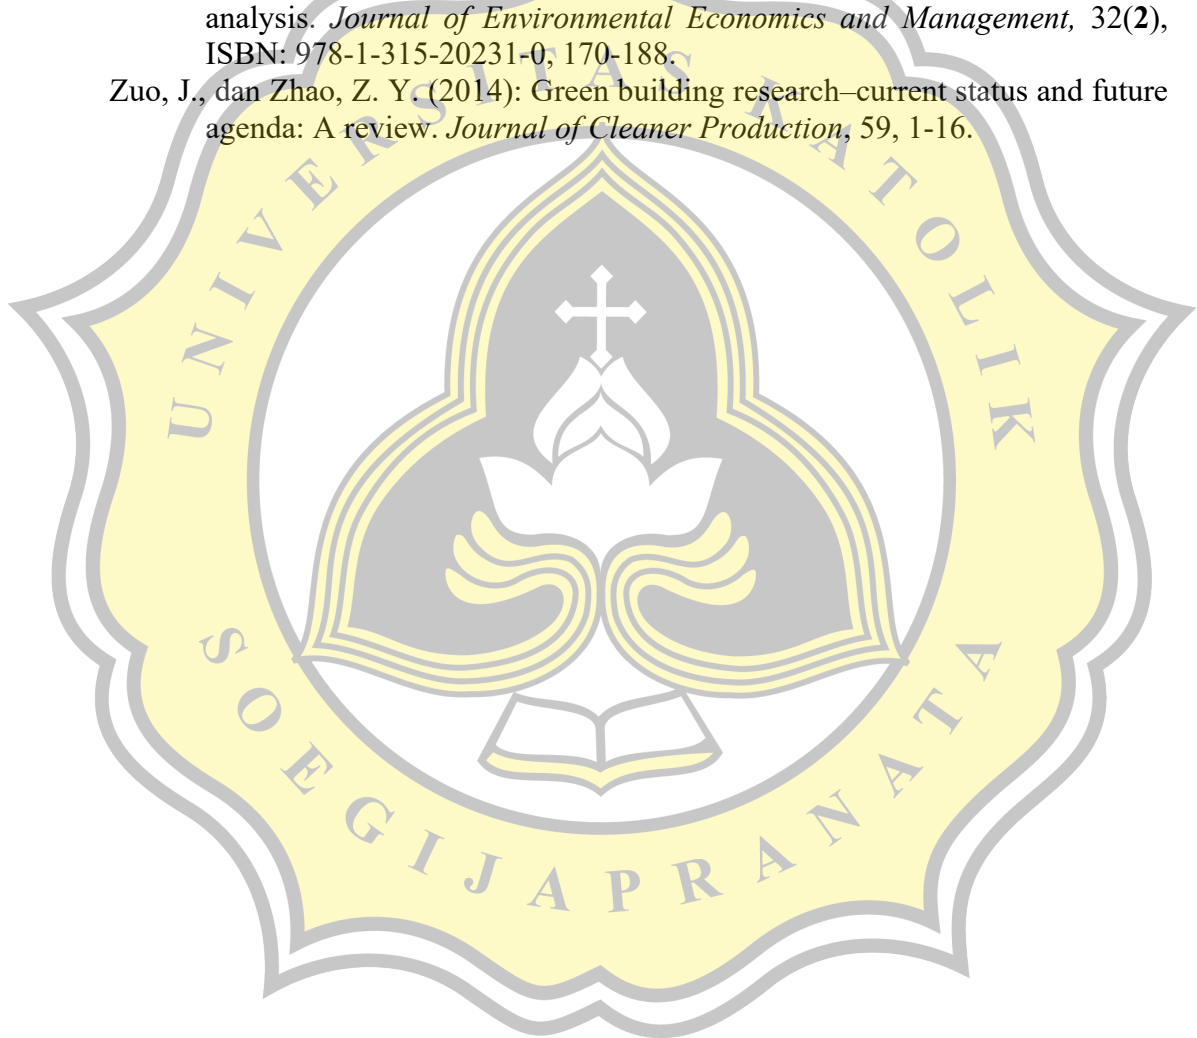 analysis. Journal of Environmental Economics and Management, 32(2),
ISBN: 978-1-315-20231-0, 170-188.
Zuo, J., dan Zhao, Z. Y. (2014): Green building research–current status and future
agenda: A review. Journal of Cleaner Production, 59, 1-16.
UNIVERSITAS KATOLIK
SOEGIJAPRANATA